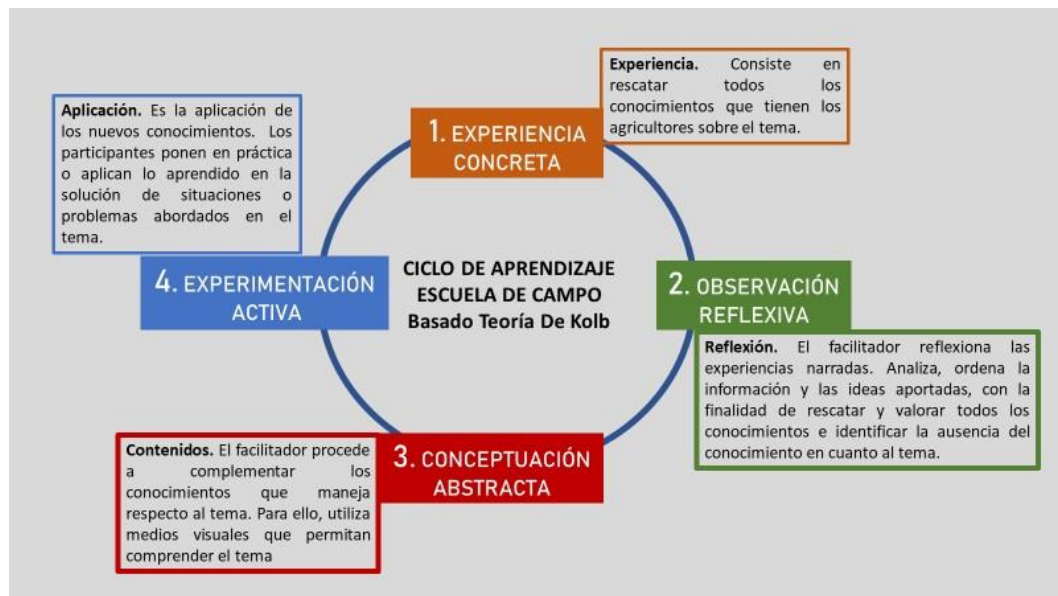 1. EXPERIENCIA
CONCRETA
Experiencia. Consiste en
rescatar todos los
conocimientos que tienen los
agricultores sobre el tema.
CICLO DE APRENDIZAJE
ESCUELA DE CAMPO
Basado Teoría De Kolb
2. OBSERVACIÓN
REFLEXIVA
Reflexión. El facilitador reflexiona las
experiencias narradas. Analiza, ordena la
información y las ideas aportadas, con la
finalidad de rescatar y valorar todos los
conocimientos e identificar la ausencia del
conocimiento en cuanto al tema.
3. CONCEPTUACIÓN
ABSTRACTA
Contenidos. El facilitador procede
a complementar los
conocimientos que maneja
respecto al tema. Para ello, utiliza
medios visuales que permitan
comprender el tema
4. EXPERIMENTACIÓN
ACTIVA
Aplicación. Es la aplicación de
los nuevos conocimientos. Los
participantes ponen en práctica
o aplican lo aprendido en la
solución de situaciones o
problemas abordados en el
tema.